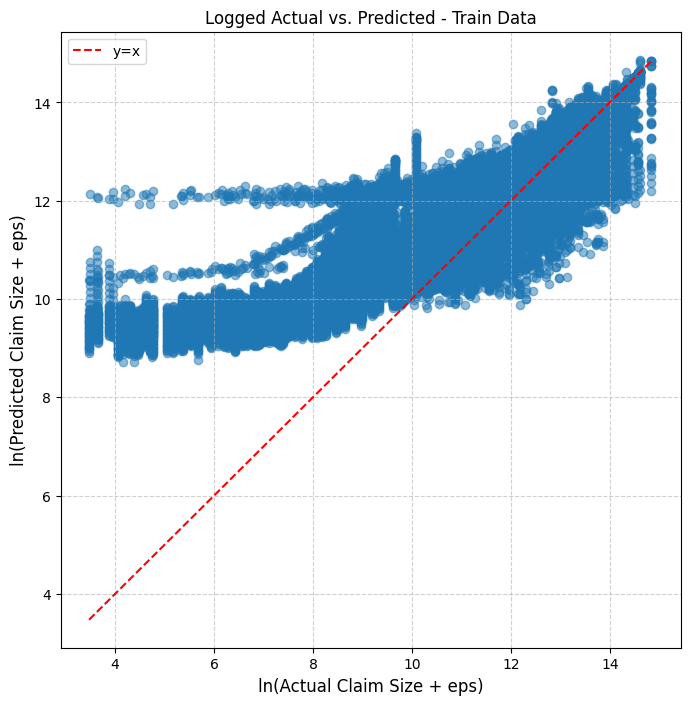 Logged Actual vs. Predicted - Train Data
y=x
14
12
10
8
6
4
ln(Predicted Claim Size + eps)
4 6 8 10 12 14
ln(Actual Claim Size + eps)